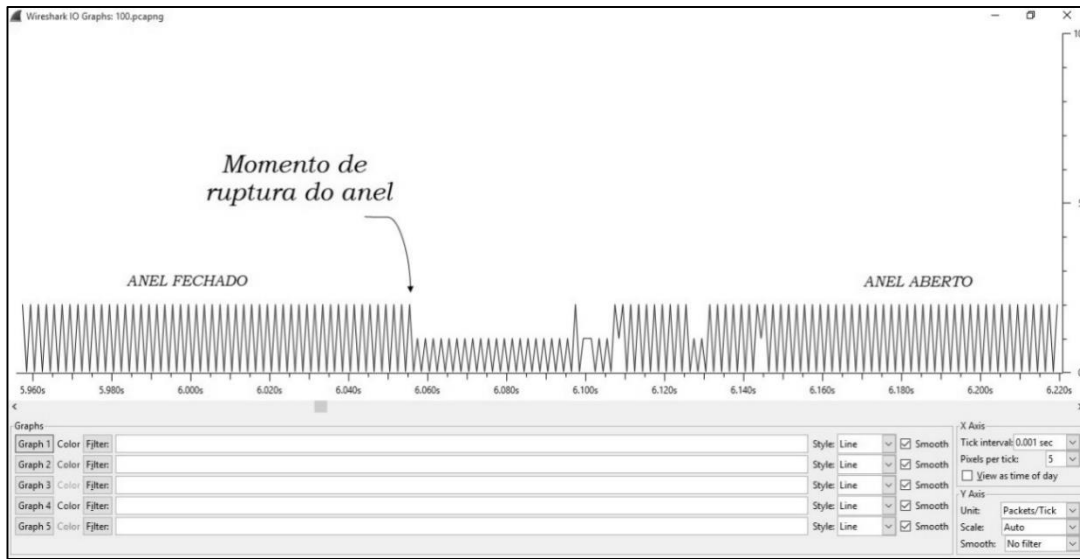 Wireshark IO Graphs: 100.pcapng
10
Momento de
ruptura do anel
5
ANEL FECHADO
ANEL ABERTO
0
5.960s 5.980s 6.000s 6.020s 6.040s 6.060s 6.080s 6.100s 6.120s 6.140s 6.160s 6.180s 6.200s 6.220s
Graphs
Graph 1 Color Filter: Style: Line Smooth
Graph 2 Color Filter: Style: Line Smooth
Graph 3 Color Filter: Style: Line Smooth
Graph 4 Color Filter: Style: Line Smooth
Graph 5 Color Filter: Style: Line Smooth
X Axis
Tick interval: 0.001 sec
Pixels per tick: 5
View as time of day
Y Axis
Unit: Packets/Tick
Scale: Auto
Smooth: No filter